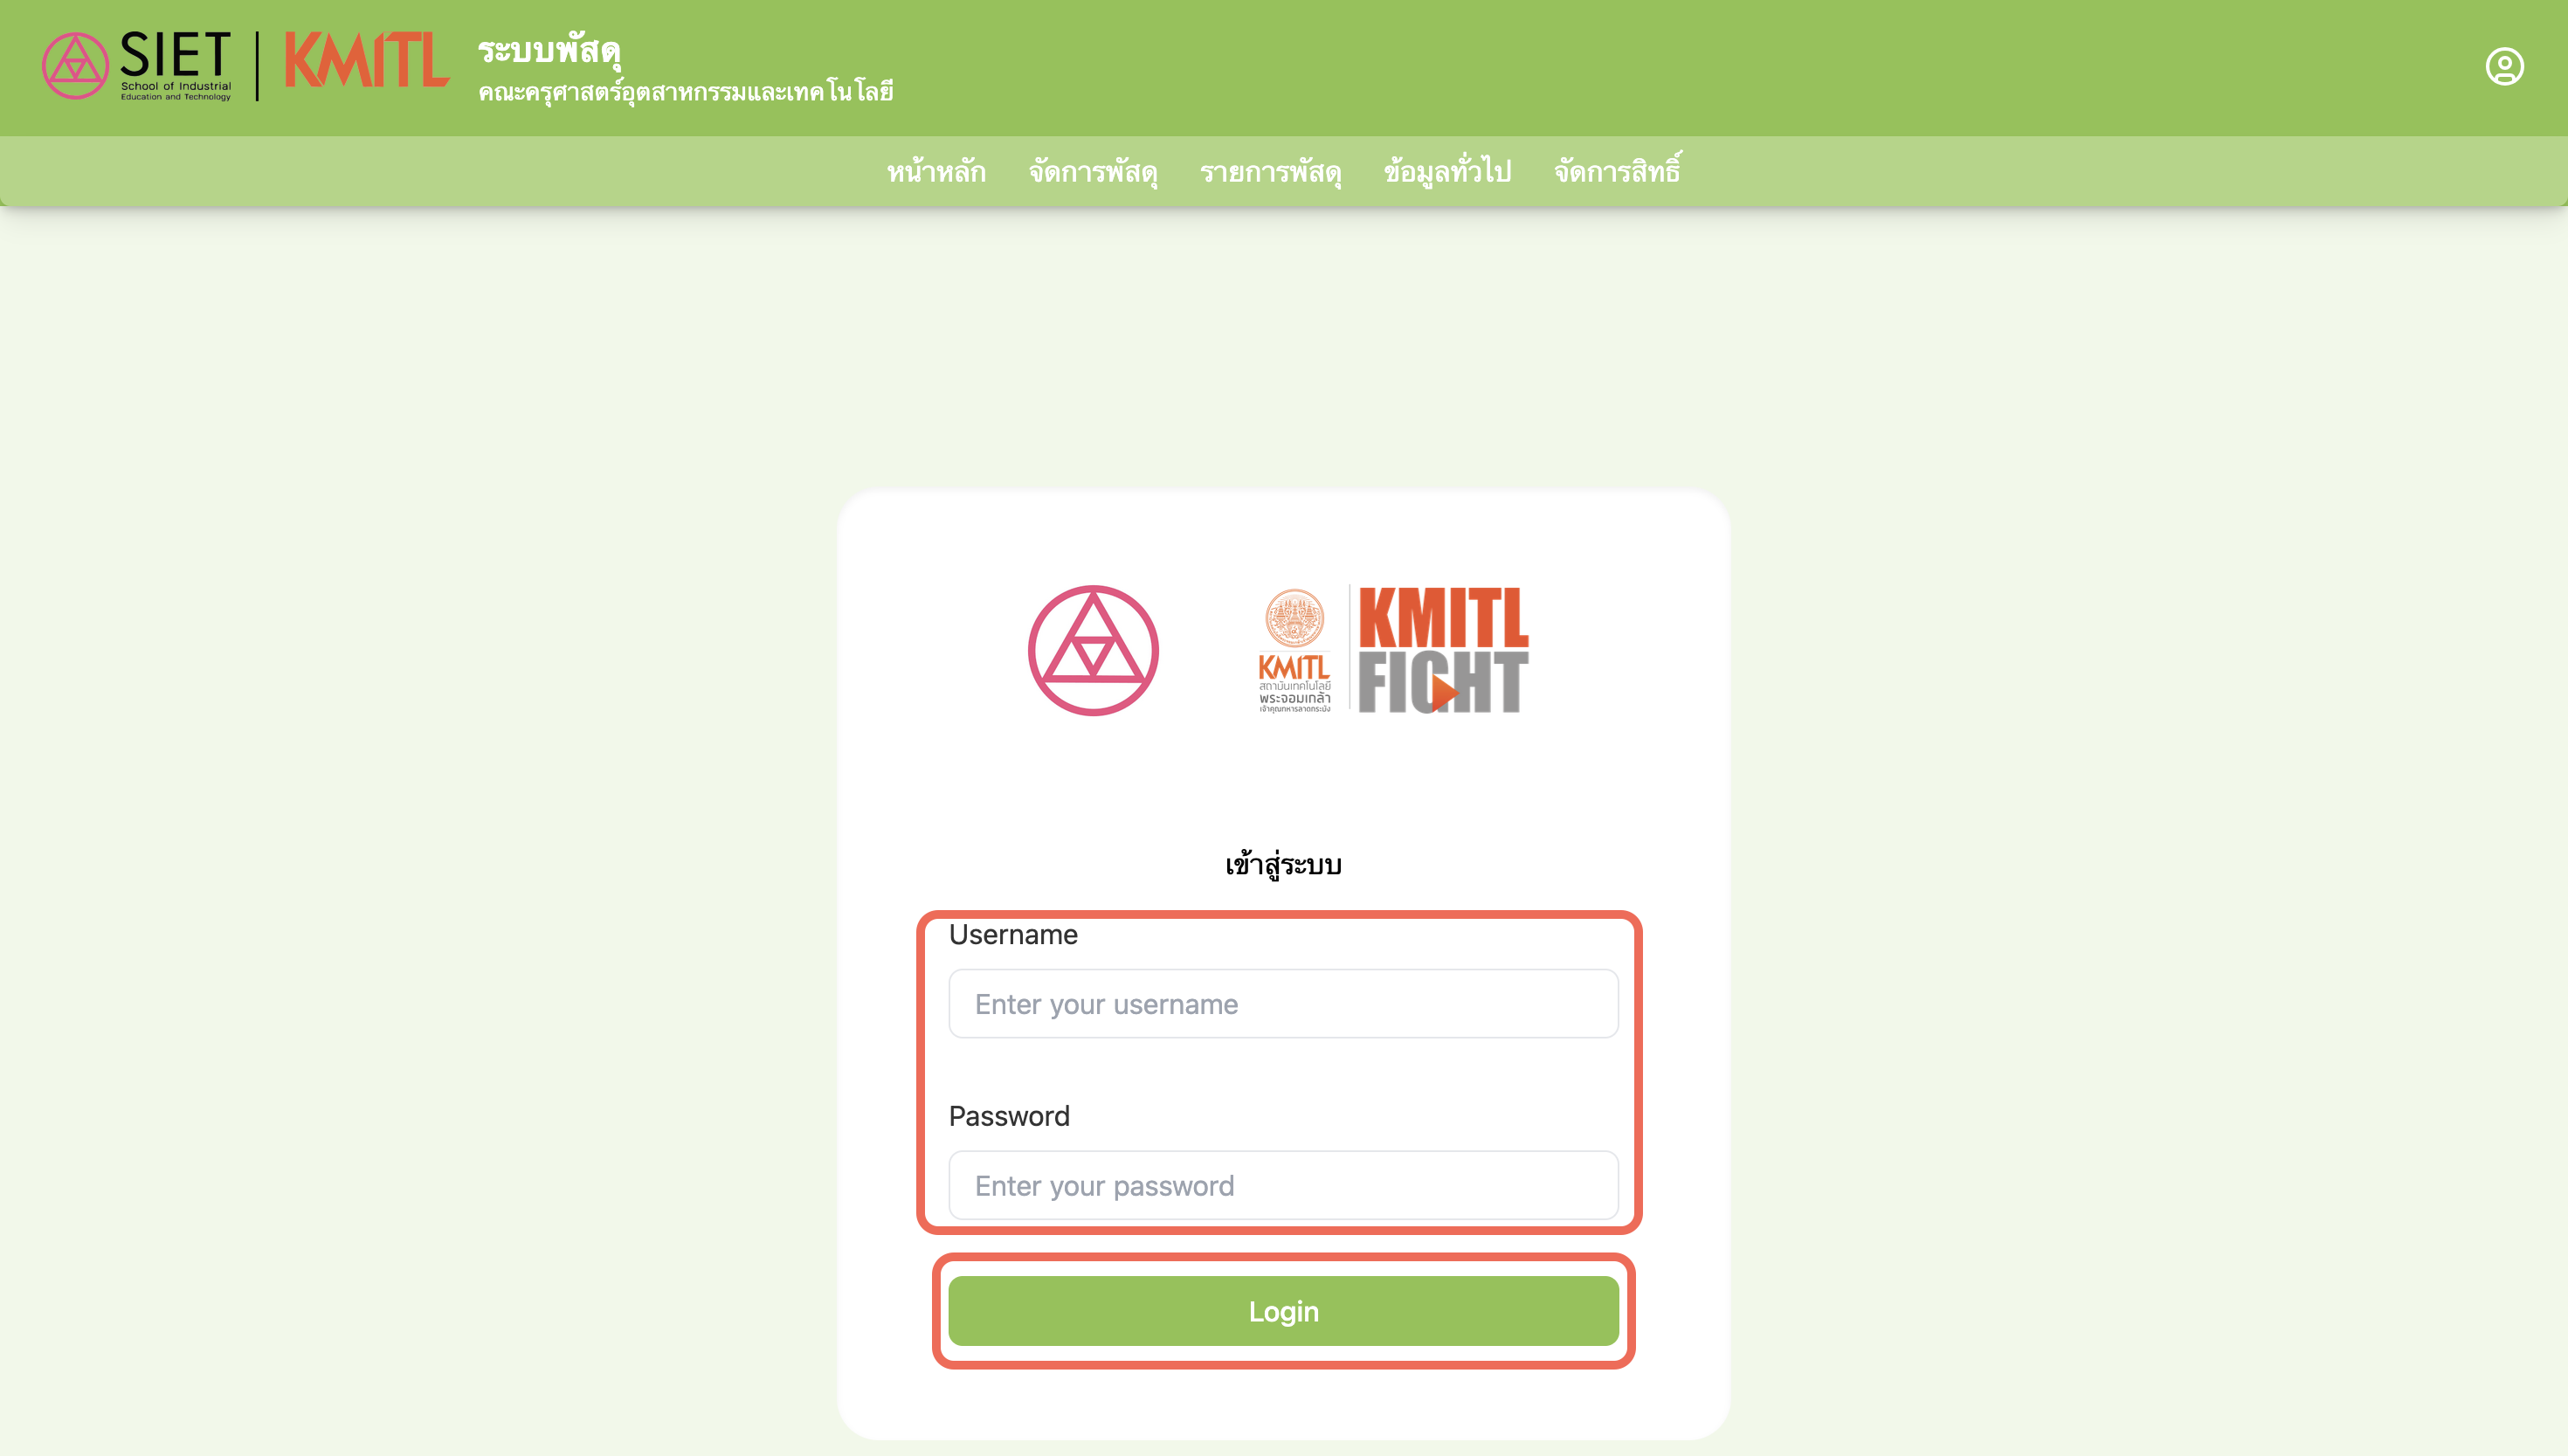 SIET
School of Industrial
Education and Technology
KMITL
ระบบพัสดุ
คณะครุศาสตร์อุตสาหกรรมและเทคโนโลยี
หน้าหลัก จัดการพัสดุ รายการพัสดุ ข้อมูลทั่วไป จัดการสิทธิ์
KMITL
สถาบันเทคโนโลยี
พระจอมเกล้า
เจ้าคุณทหารลาดกระบัง
KMITL
FIGHT
เข้าสู่ระบบ
Username
Enter your username
Password
Enter your password
Login